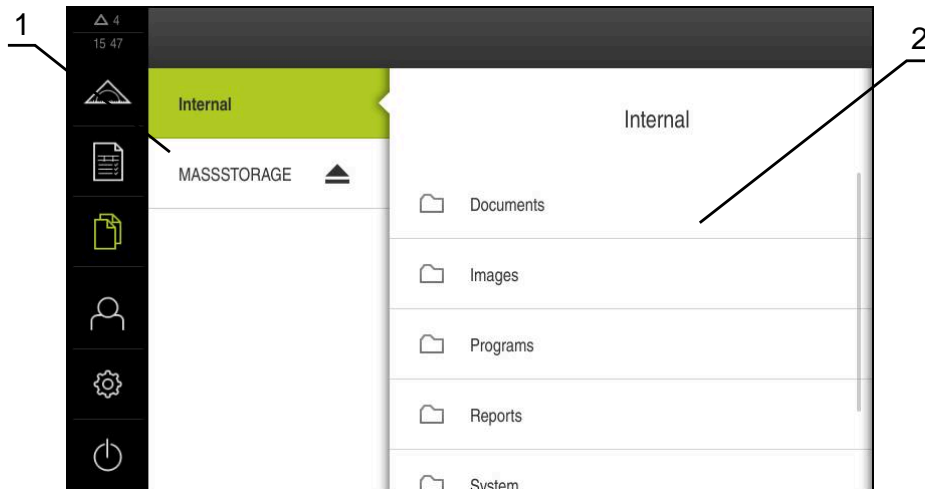 1
2
4
15 47
Internal
MASSSTORAGE
Internal
Documents
Images
Programs
Reports
System